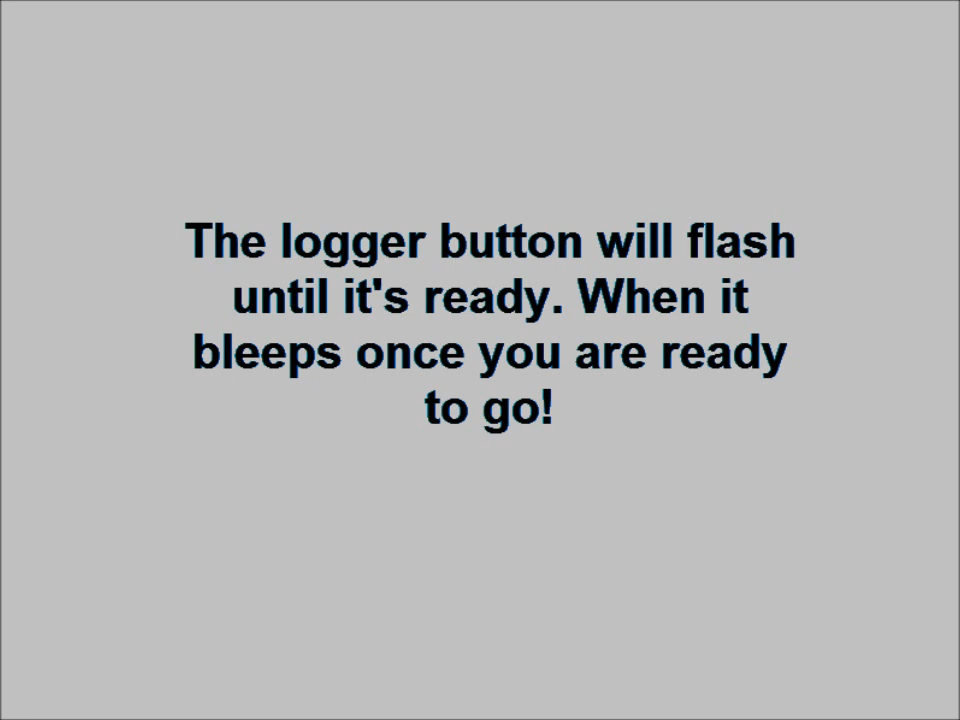 The logger button will flash
until it's ready. When it
bleeps once you are ready
to go!